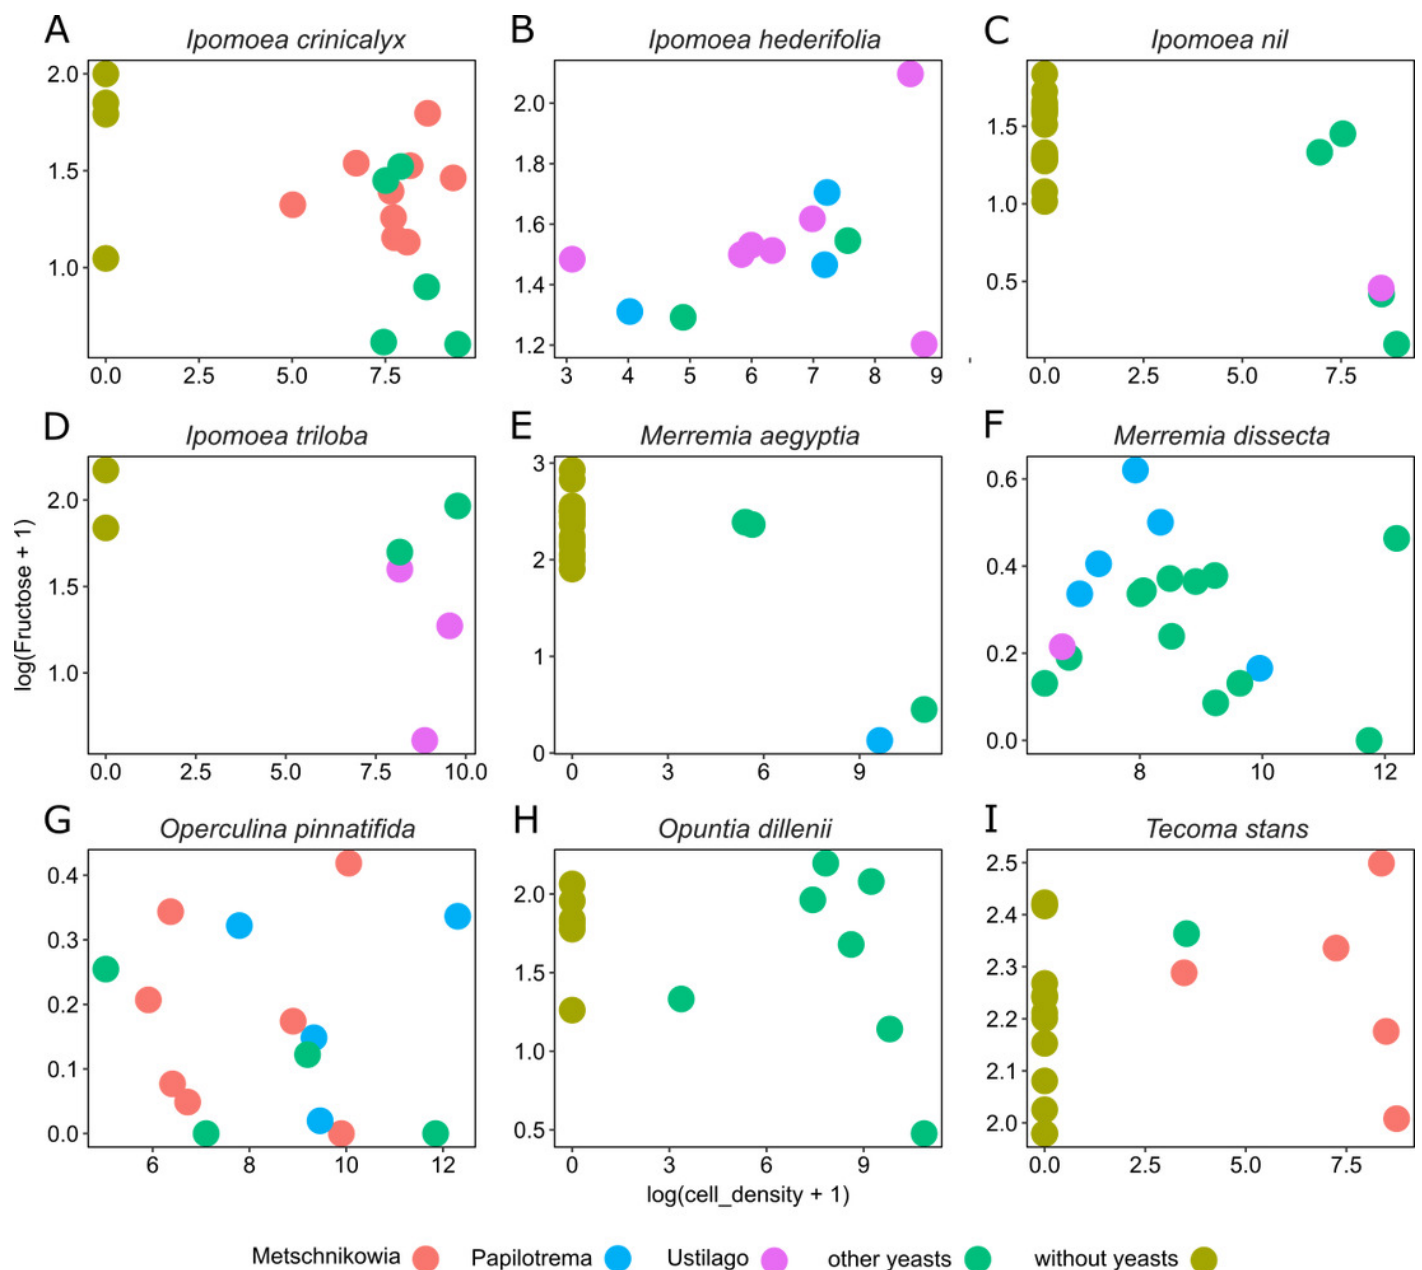 A Ipomoea crinicalyx
B Ipomoea hederifolia
C Ipomoea nil
2.0
1.5
1.0
0.0 2.5 5.0 7.5
2.0
1.8
1.6
1.4
1.2
3 4 5 6 7 8 9
-
1.5
1.0
0.5
0.0 2.5 5.0 7.5
D Ipomoea triloba
E Merremia aegyptia
F Merremia dissecta
log(Fructose + 1)
2.0
1.5
1.0
0.0 2.5 5.0 7.5 10.0
3
2
1
0
0 3 6 9
0.6
0.4
0.2
0.0
8 10 12
G Operculina pinnatifida
H Opuntia dillenii
I Tecoma stans
0.4
0.3
0.2
0.1
0.0
6 8 10 12
2.0
1.5
1.0
0.5
0 3 6 9
2.5
2.4
2.3
2.2
2.1
2.0
0.0 2.5 5.0 7.5
log(cell_density + 1)
Metschnikowia Papilotrema Ustilago other yeasts without yeasts